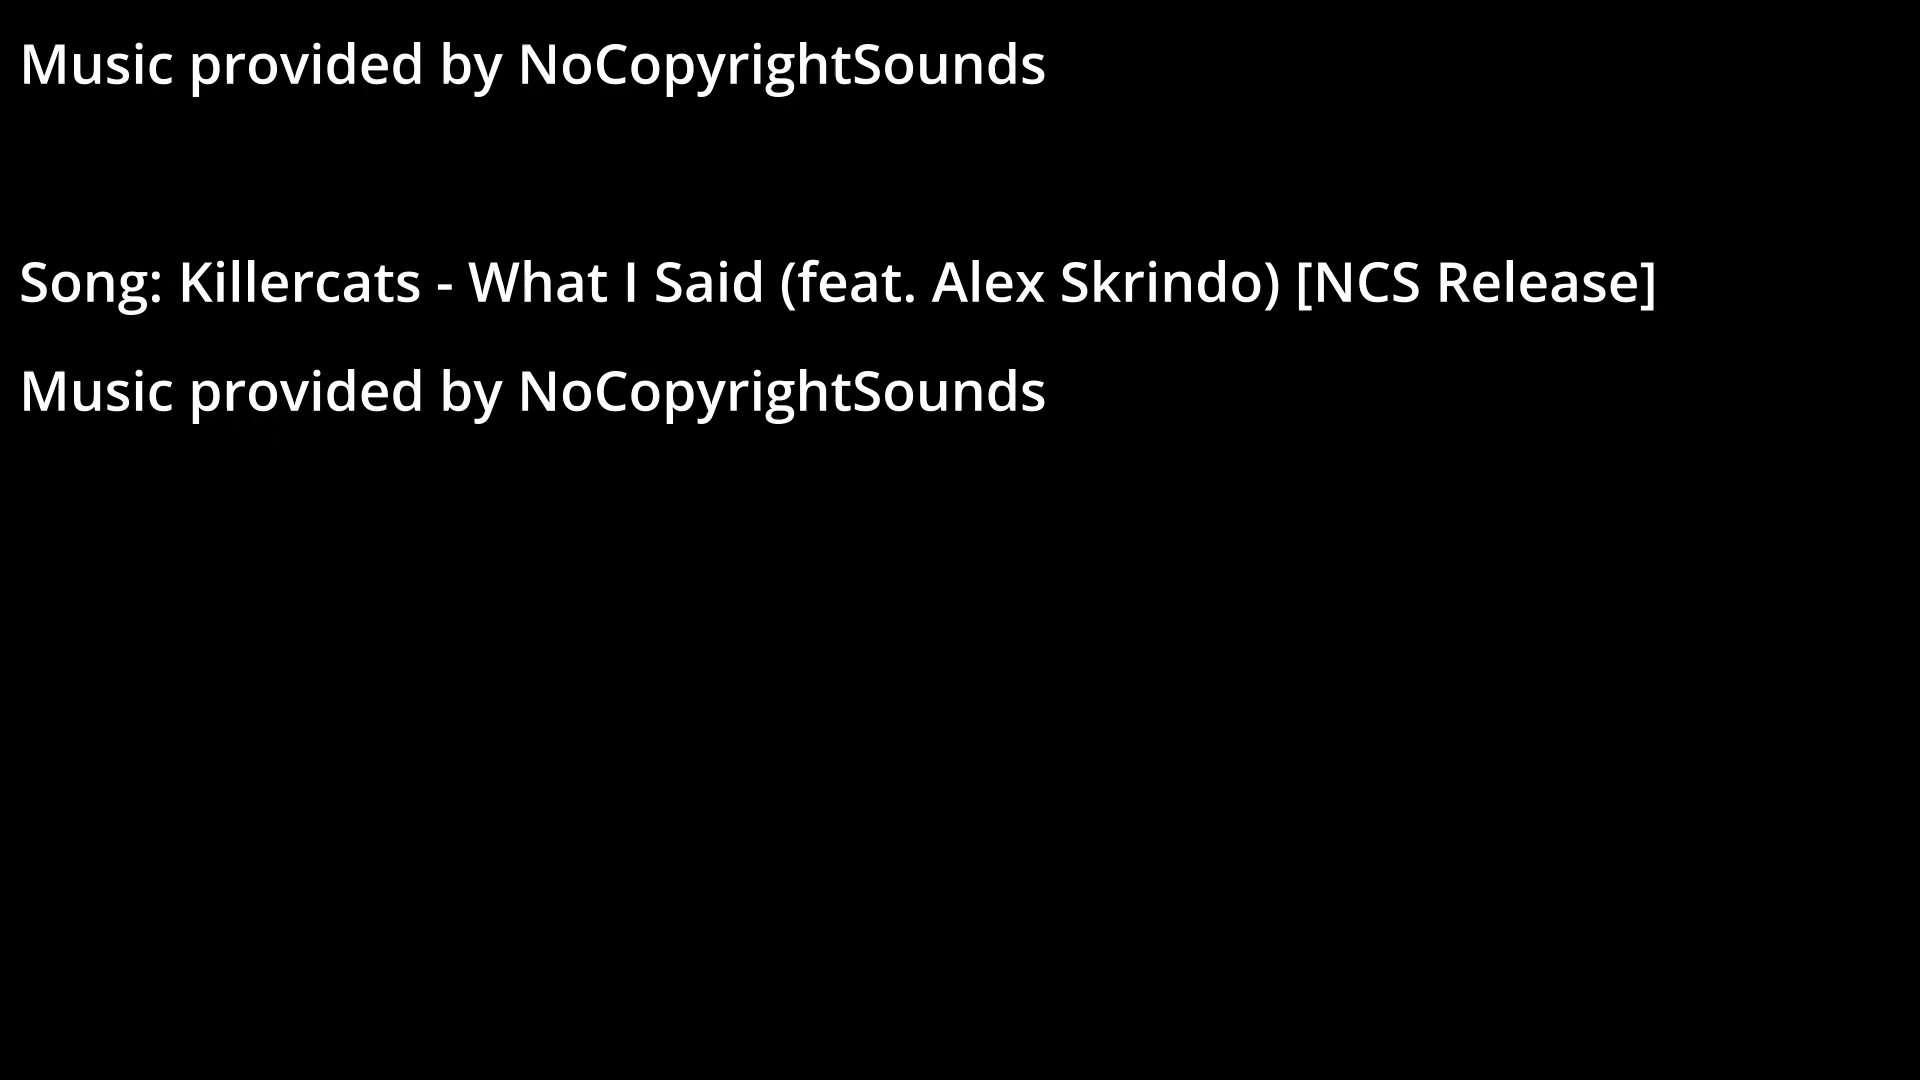 Music provided by NoCopyrightSounds
Song: Killercats - What I Said (feat. Alex Skrindo) [NCS Release]
Music provided by NoCopyrightSounds